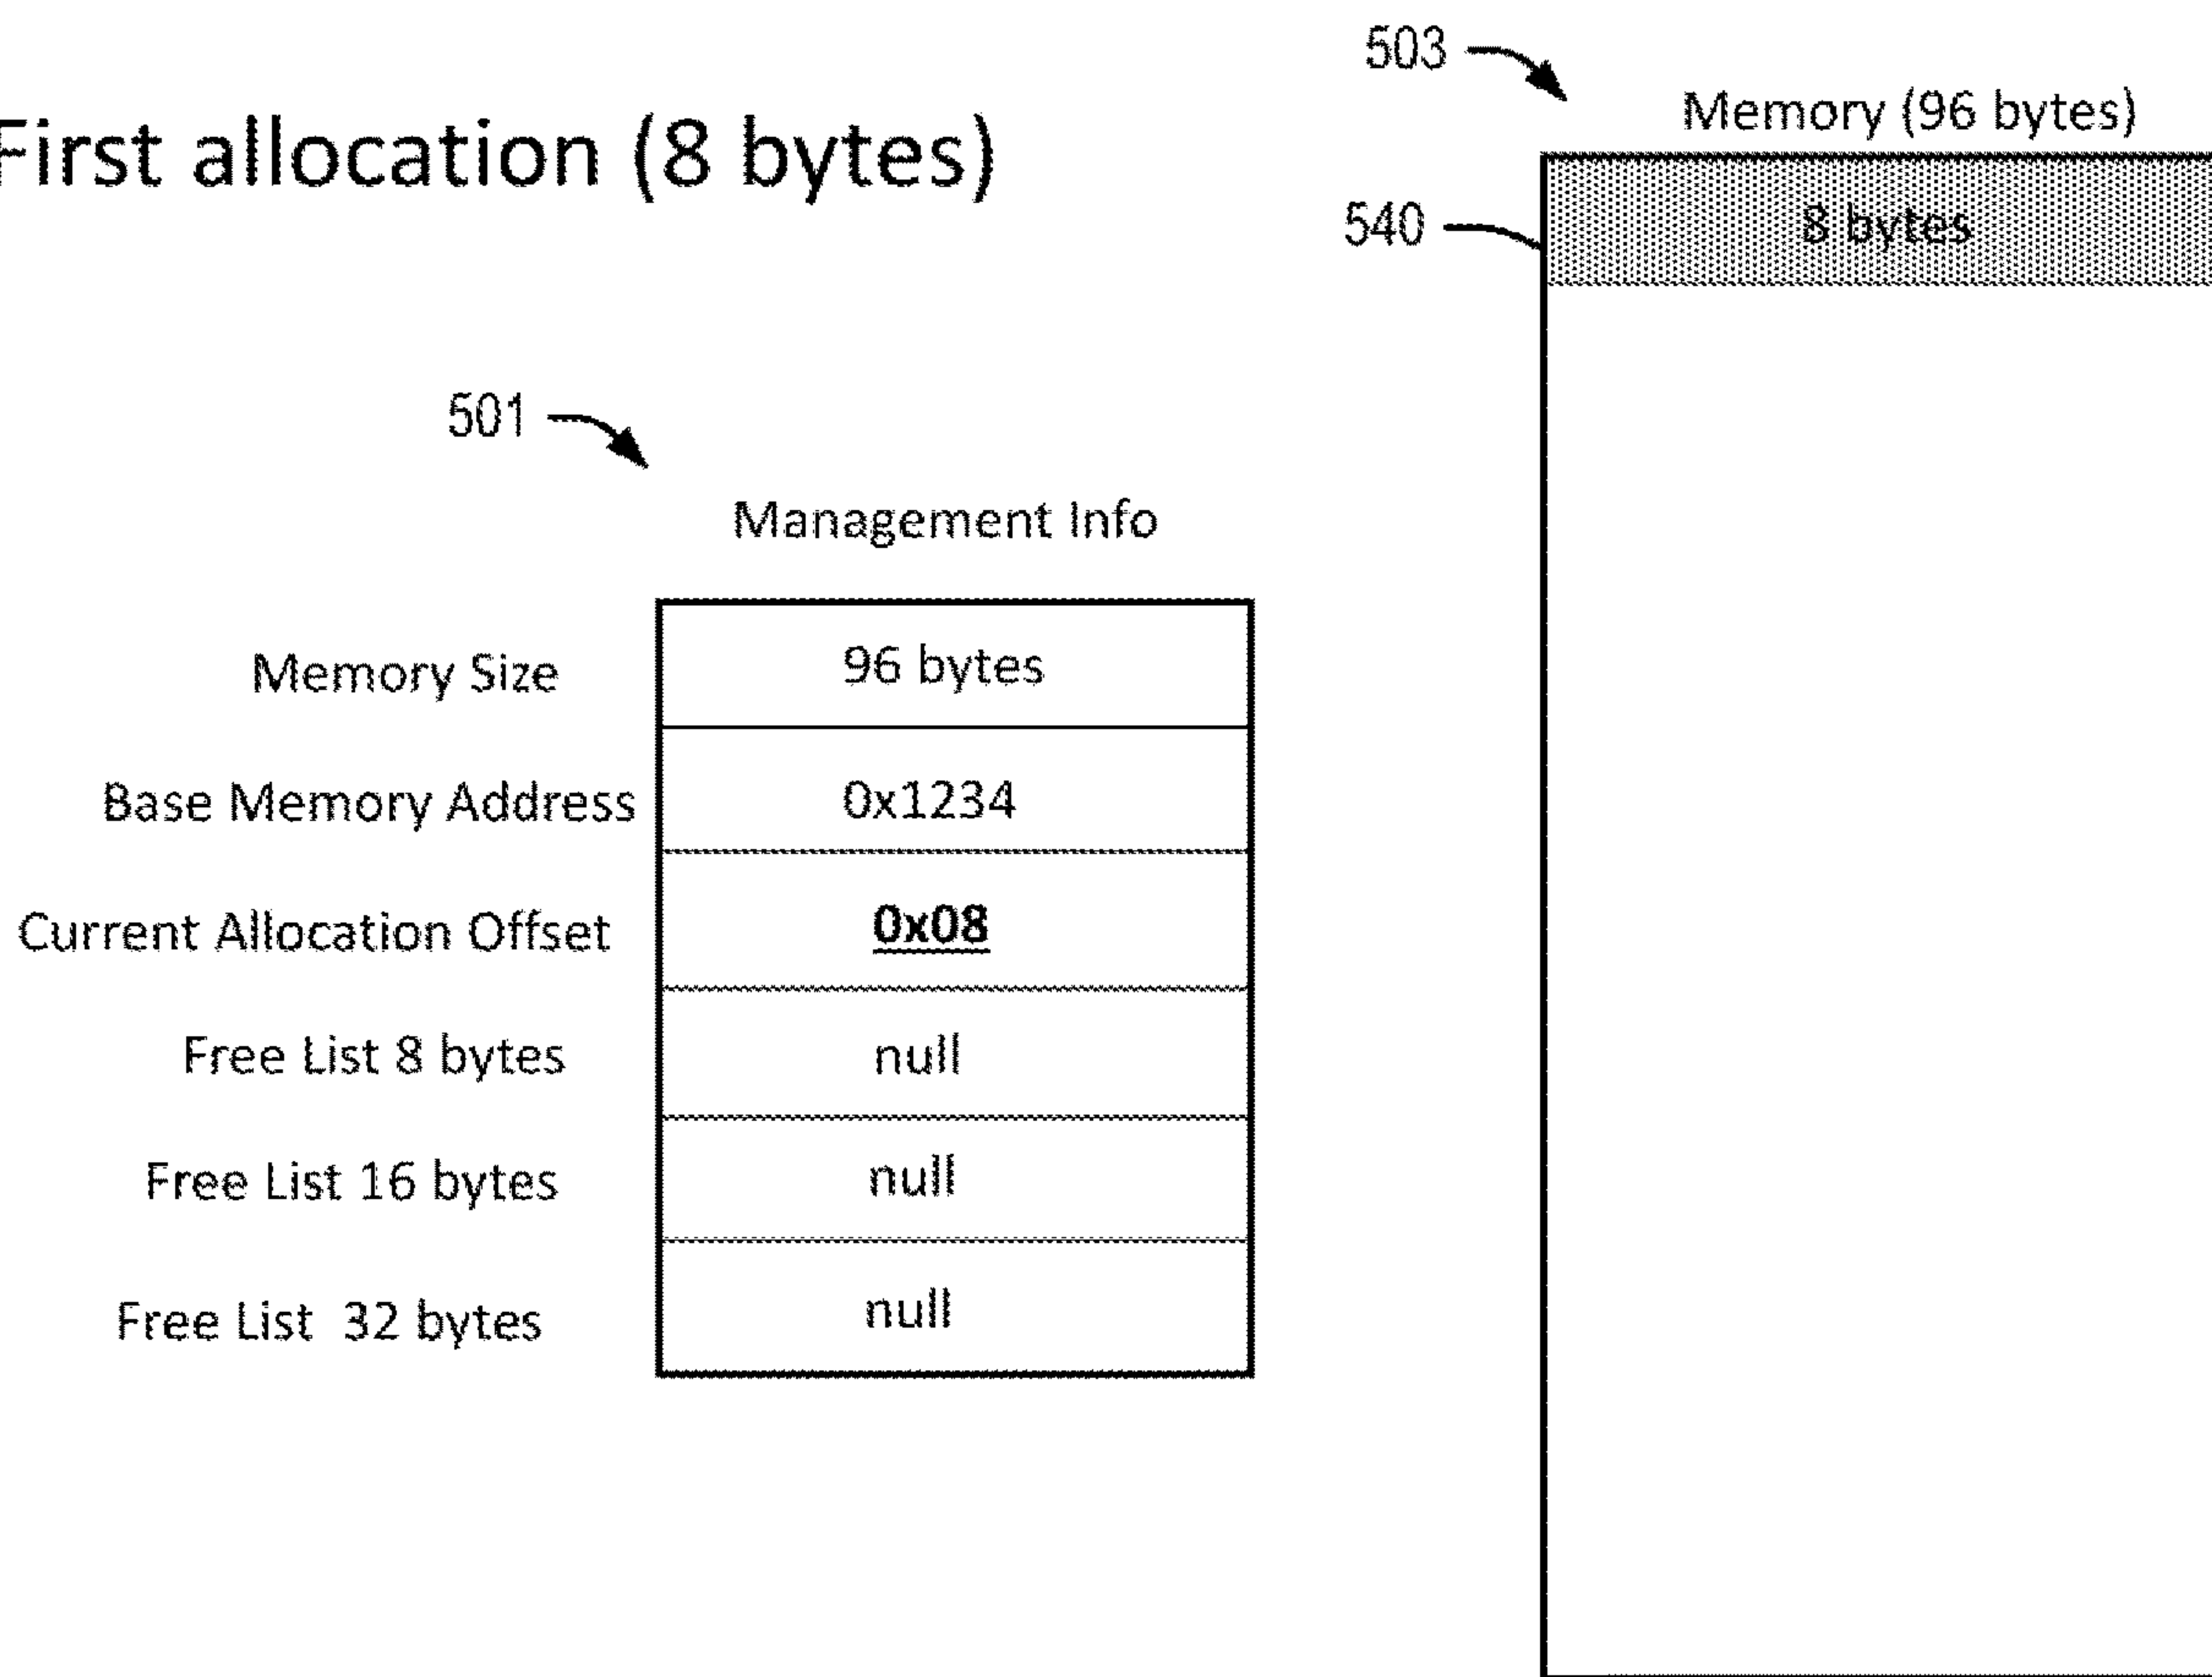 503
Memory (96 bytes)
First allocation (8 bytes)
540
8 bytes
501
Management Info
Memory Size 96 bytes
Base Memory Address 0x1234
Current Allocation Offset 0x08
Free List 8 bytes null
Free List 16 bytes null
Free List 32 bytes null